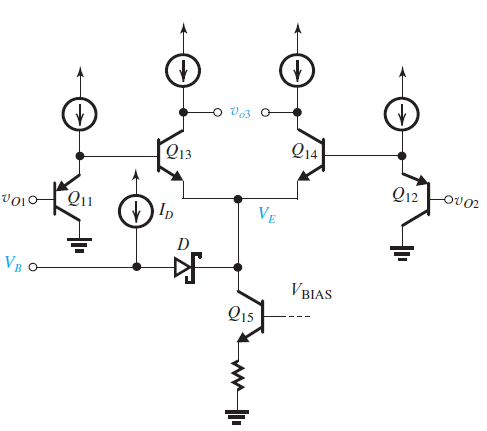 v_{o3}
Q_{13}
Q_{14}
v_{O1}
Q_{11}
I_D
V_E
Q_{12}
v_{O2}
D
V_B
V_{BIAS}
Q_{15}